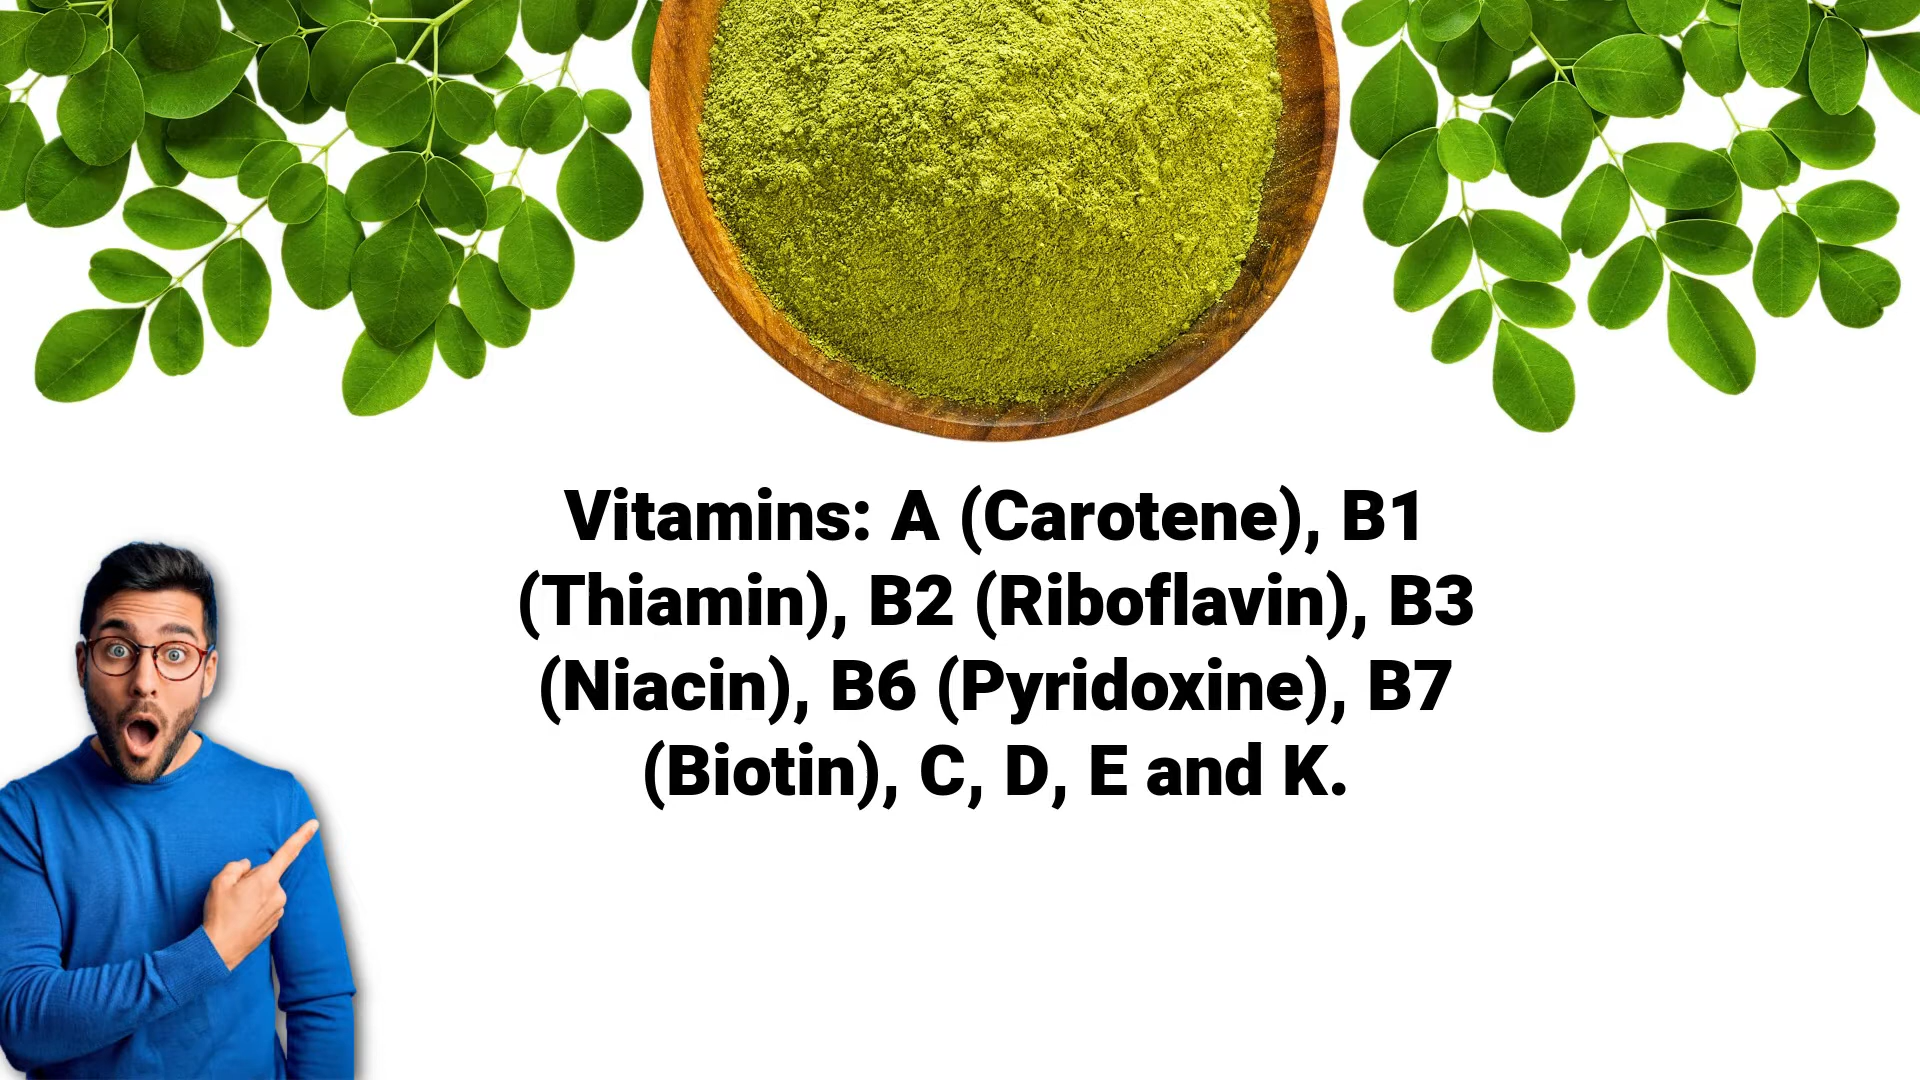 Vitamins: A (Carotene), B1
(Thiamin), B2 (Riboflavin), B3
(Niacin), B6 (Pyridoxine), B7
(Biotin), C, D, E and K.